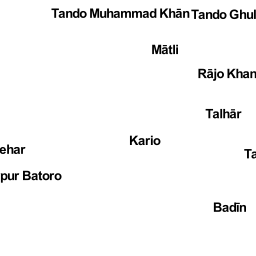 Tando Muhammad Khān
Tando Ghul
Mātli
Rājo Khan
Talhār
Kario
ehar
Ta
pur Batoro
Badīn